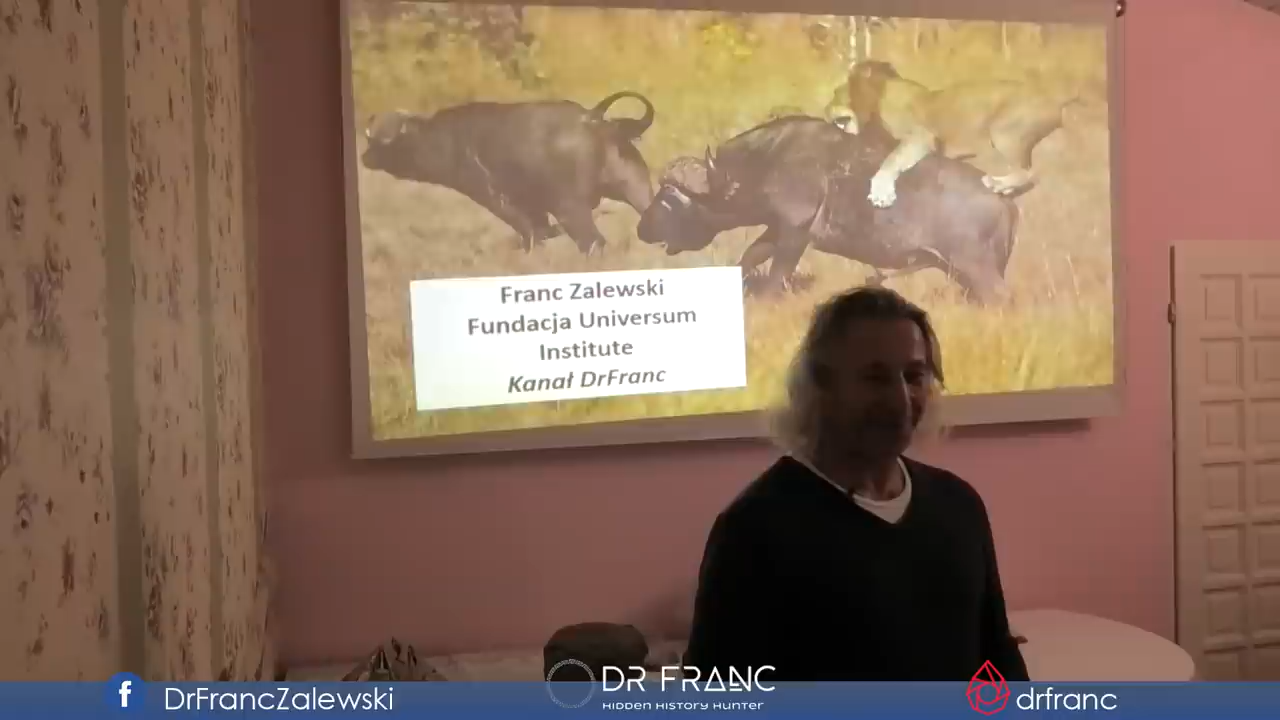 Franc Zalewski
Fundacja Universum
Institute
Kanał DrFranc
f DrFrancZalewski
DR FRANC
HIDDEN HISTORY HUNTER
drfranc